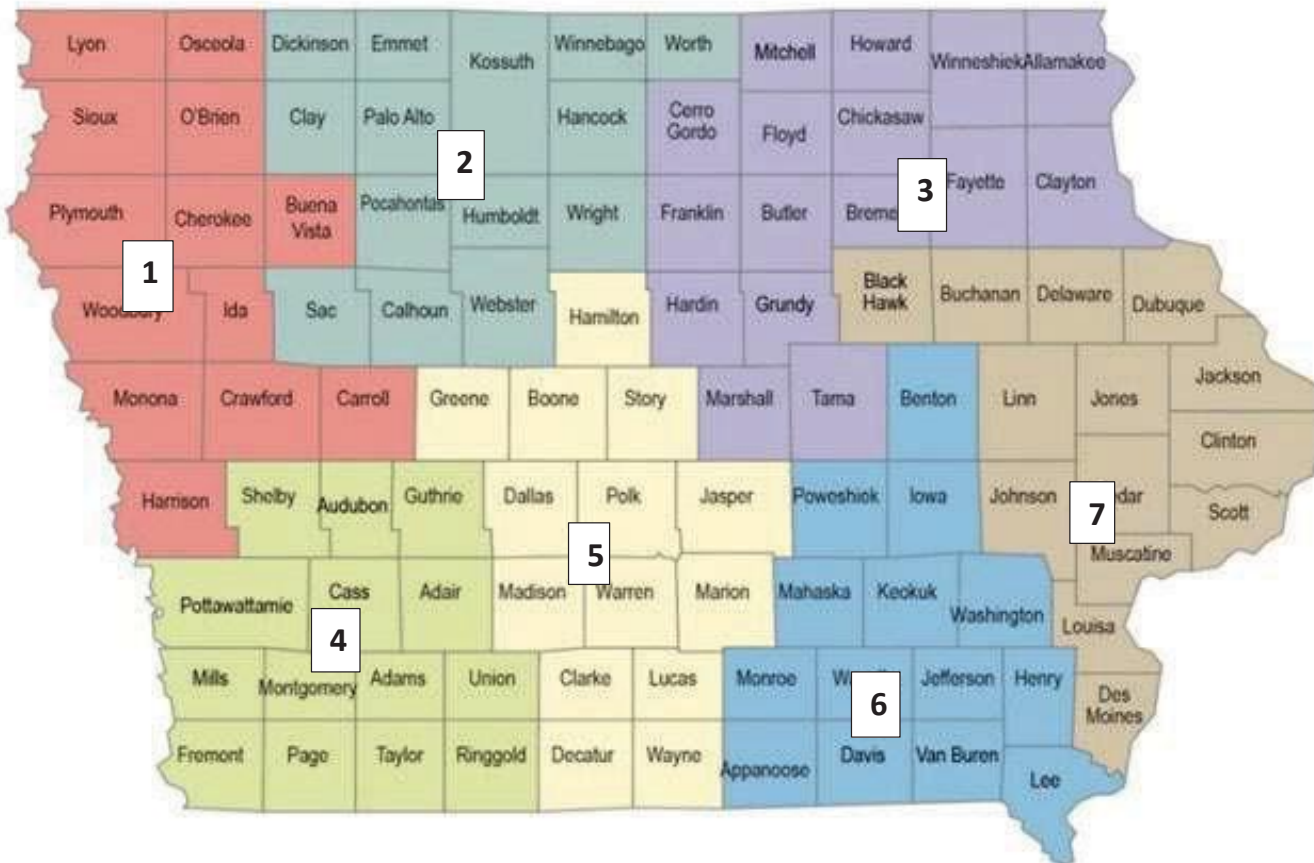 Lyon Osceola Dickinson Emmet Kossuth Winnebago Worth Mitchell Howard Winneshiek Allamakee
Sioux O'Brien Clay Palo Alto Hancock Cerro Gordo Floyd Chickasaw
2
3
Plymouth Cherokee Buena Vista Pocahontas Humboldt Wright Franklin Butler Fayette Clayton
1
Ida Sac Calhoun Webster Hamilton Hardin Grundy Black Hawk Buchanan Delaware Dubuque
Monona Crawford Carroll Greene Boone Story Marshall Tama Benton Linn Jones Jackson
Clinton
Harrison Shelby Audubon Guthrie Dallas Polk Jasper Poweshiek Iowa Johnson Scott
7
5
Muscatine
Pottawattamie Cass Adair Madison Warren Marion Mahaska Keokuk Washington
Louisa
4
Mills Montgomery Adams Union Clarke Lucas Monroe Jefferson Henry Des Moines
6
Fremont Page Taylor Ringgold Decatur Wayne Appanoose Davis Van Buren Lee